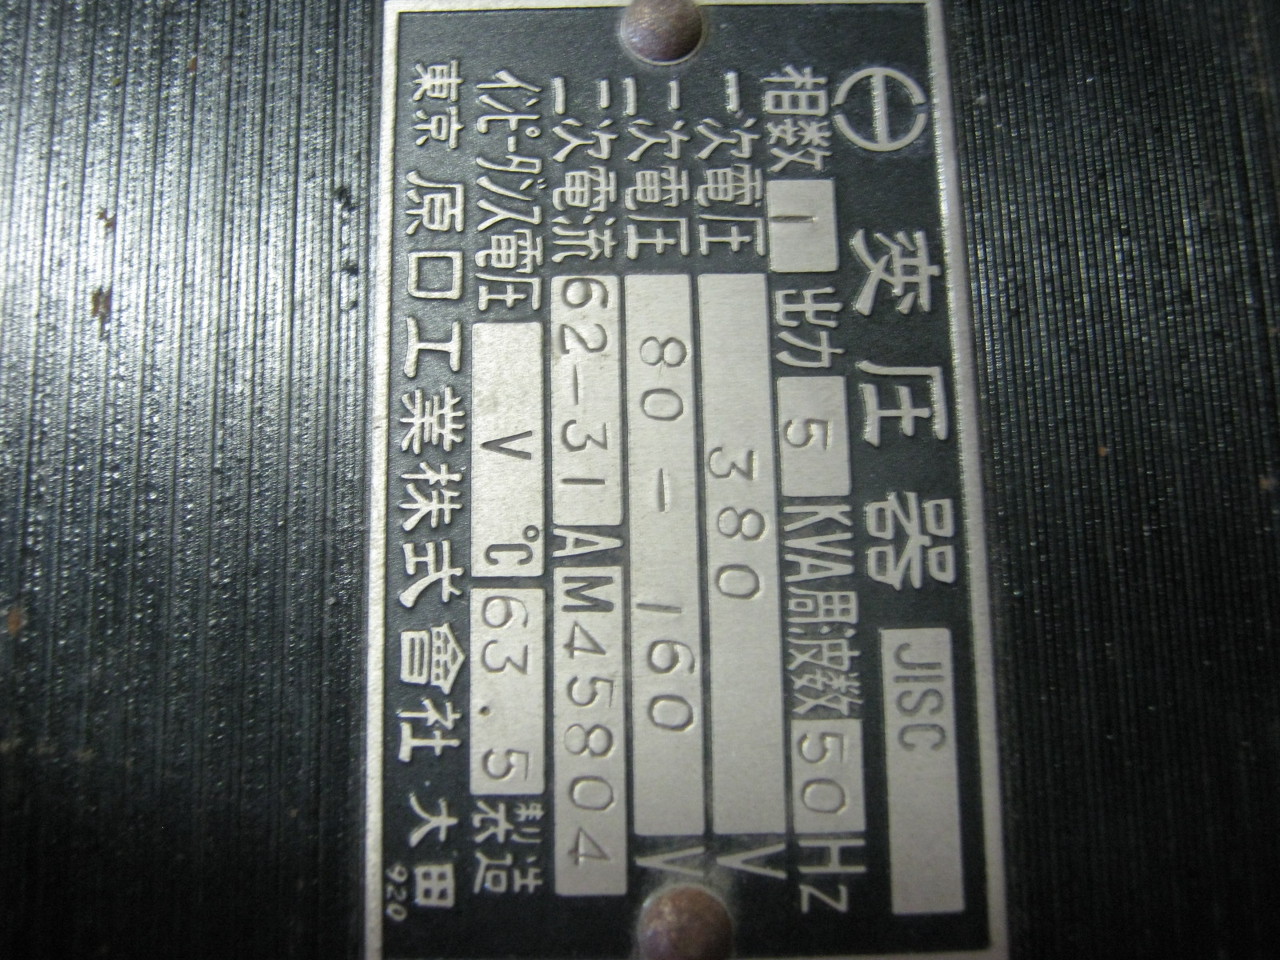 変圧器 JISC
相数 1 出力 5 KVA 周波数 50 Hz
一次電圧 380 V
二次電圧 80-160 V
二次電流 62-31 A M45804
インピーダンス電圧 V ℃ 63.5 製造
東京 原口工業株式會社 大田
920